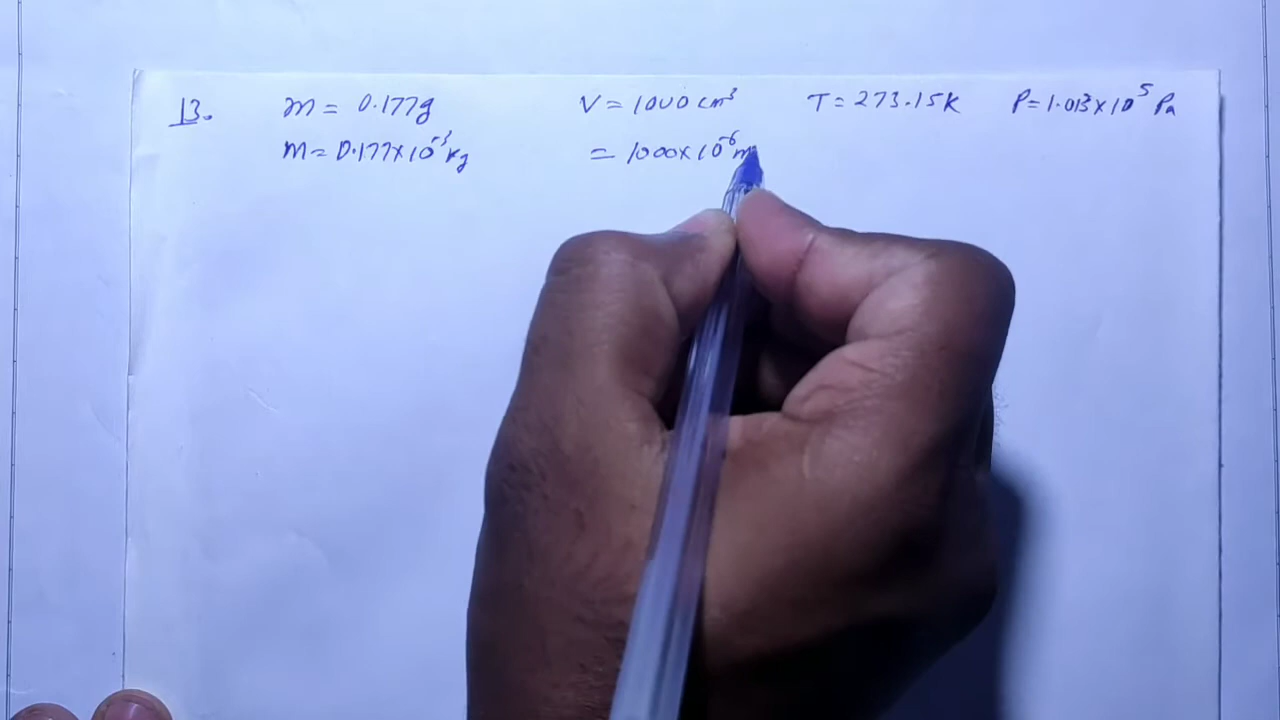 13. m = 0.177g V = 1000 cm³ T = 273.15K P = 1.013 × 10⁵ Pa
m = 0.177 × 10⁻³ kg = 1000 × 10⁻⁶ m